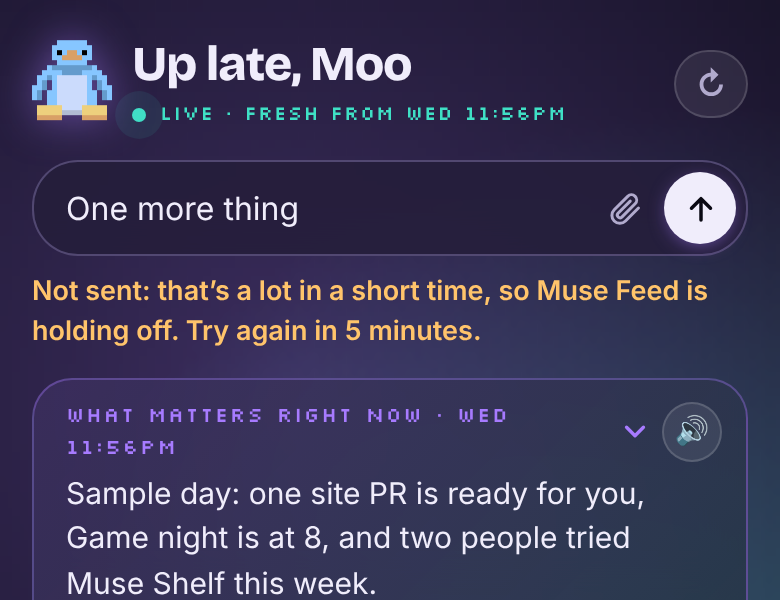 Up late, Moo
LIVE · FRESH FROM WED 11:56PM
One more thing
Not sent: that’s a lot in a short time, so Muse Feed is
holding off. Try again in 5 minutes.
WHAT MATTERS RIGHT NOW · WED
11:56PM
Sample day: one site PR is ready for you,
Game night is at 8, and two people tried
Muse Shelf this week.